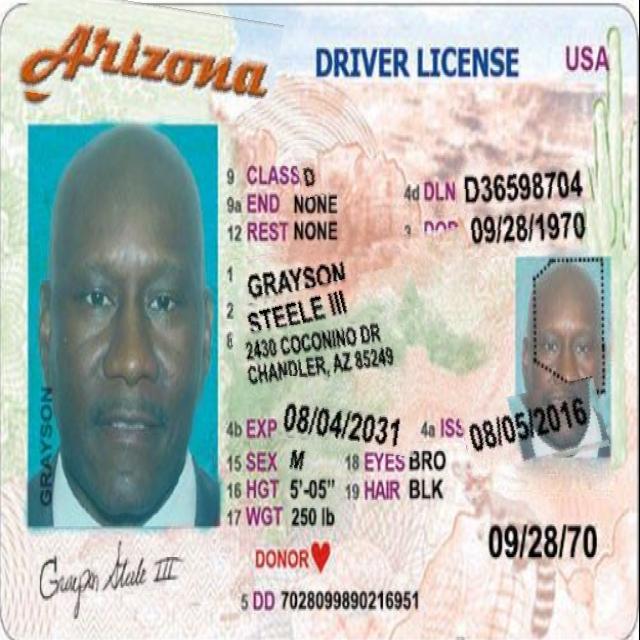 Arizona DRIVER LICENSE USA
9 CLASS D
9a END NONE
12 REST NONE
4d DLN D36598704
3 DOB 09/28/1970
1 GRAYSON
2 STEELE III
8 2430 COCONINO DR
CHANDLER, AZ 85249
4b EXP 08/04/2031 4a ISS 08/05/2016
15 SEX M 18 EYES BRO
16 HGT 5'-05" 19 HAIR BLK
17 WGT 250 lb
GRAYSON
09/28/70
DONOR
5 DD 7028099890216951